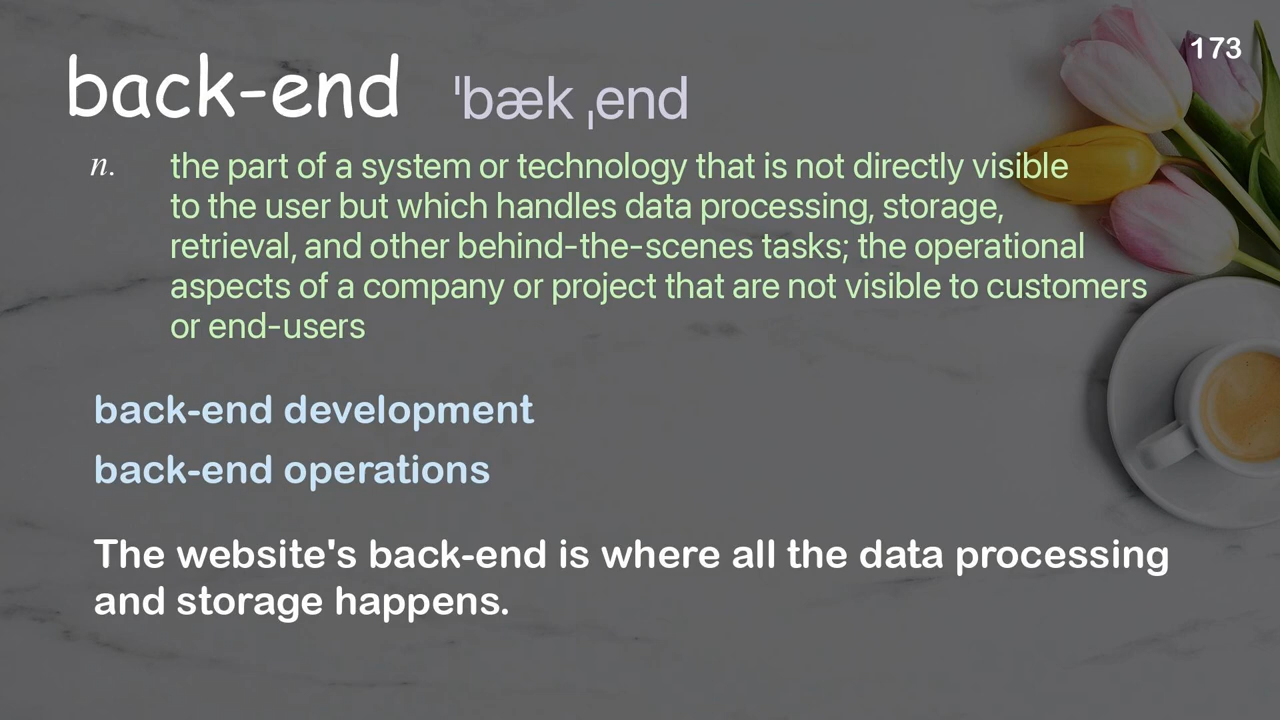 173
back-end ˈbæk ˌend
n. the part of a system or technology that is not directly visible
to the user but which handles data processing, storage,
retrieval, and other behind-the-scenes tasks; the operational
aspects of a company or project that are not visible to customers
or end-users
back-end development
back-end operations
The website's back-end is where all the data processing
and storage happens.